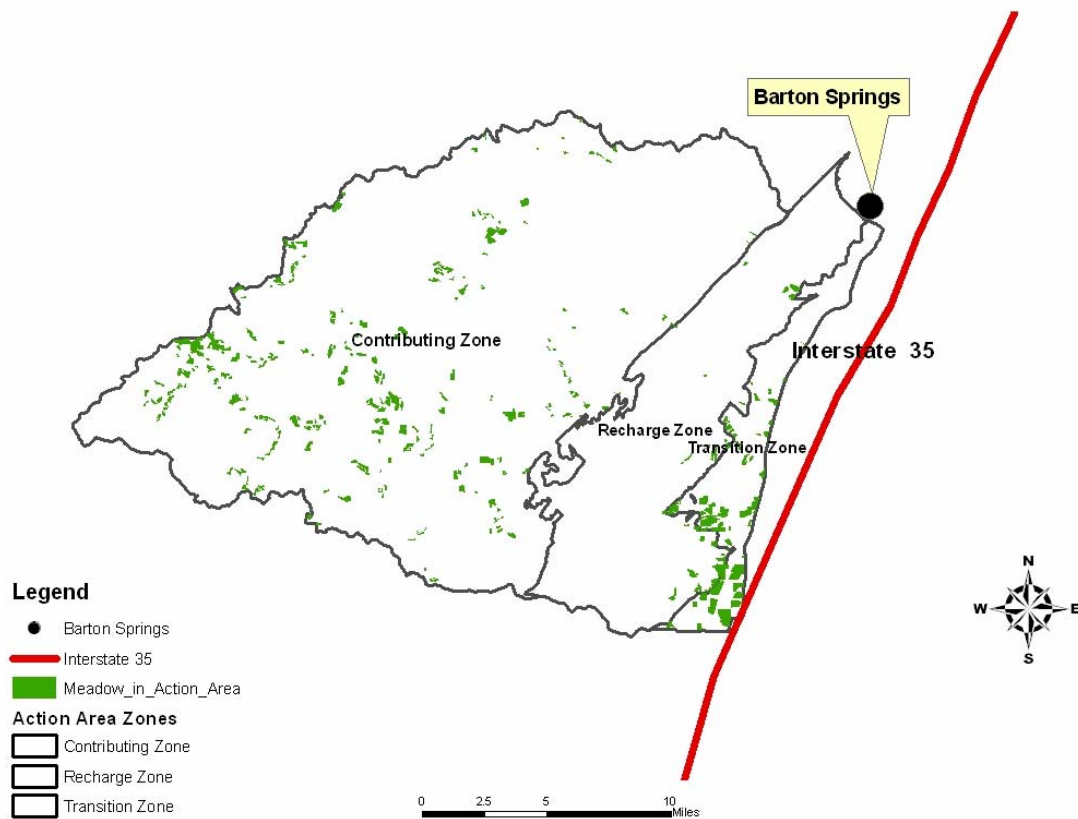 Barton Springs
Contributing Zone
Interstate 35
Recharge Zone
Transition Zone
Legend
Barton Springs
Interstate 35
Meadow_in_Action_Area
Action Area Zones
Contributing Zone
Recharge Zone
Transition Zone
N
W E
S
0 2.5 5 10
Miles